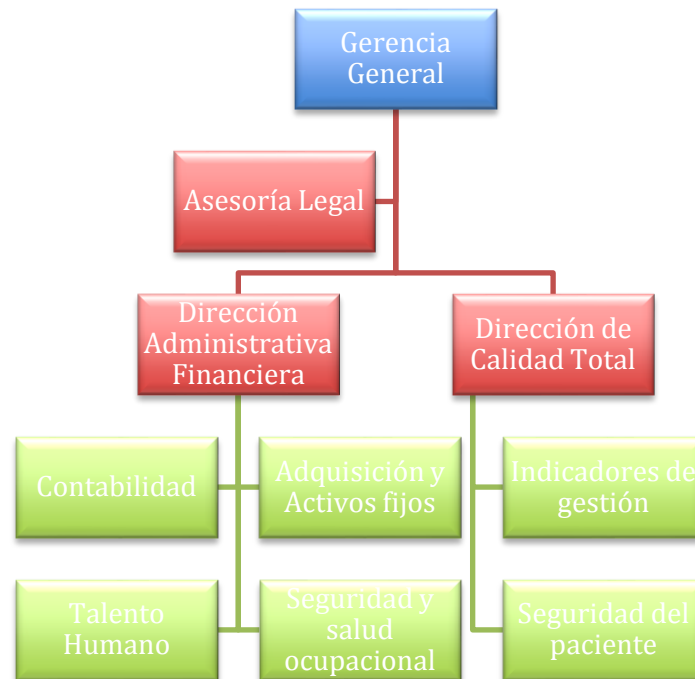 Gerencia
General
Asesoría Legal
Dirección
Administrativa
Financiera
Dirección de
Calidad Total
Contabilidad
Adquisición y
Activos fijos
Indicadores de
gestión
Talento
Humano
Seguridad y
salud
ocupacional
Seguridad del
paciente